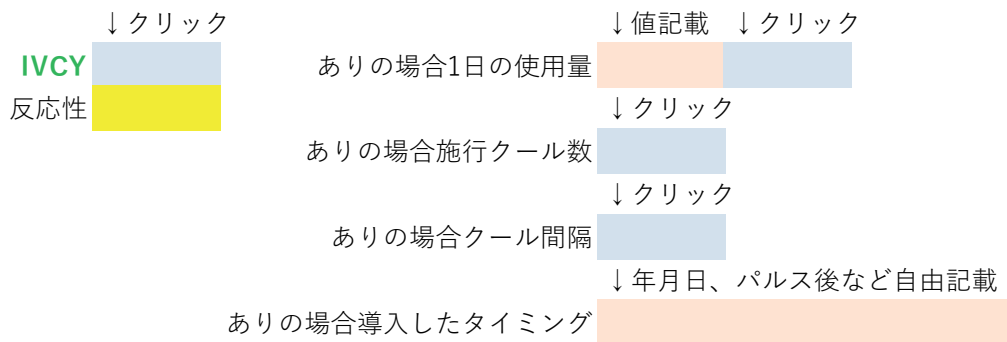 ↓クリック ↓値記載 ↓クリック
IVCY ありの場合1日の使用量
反応性 ↓クリック
ありの場合施行クール数
↓クリック
ありの場合クール間隔
↓年月日、パルス後など自由記載
ありの場合導入したタイミング